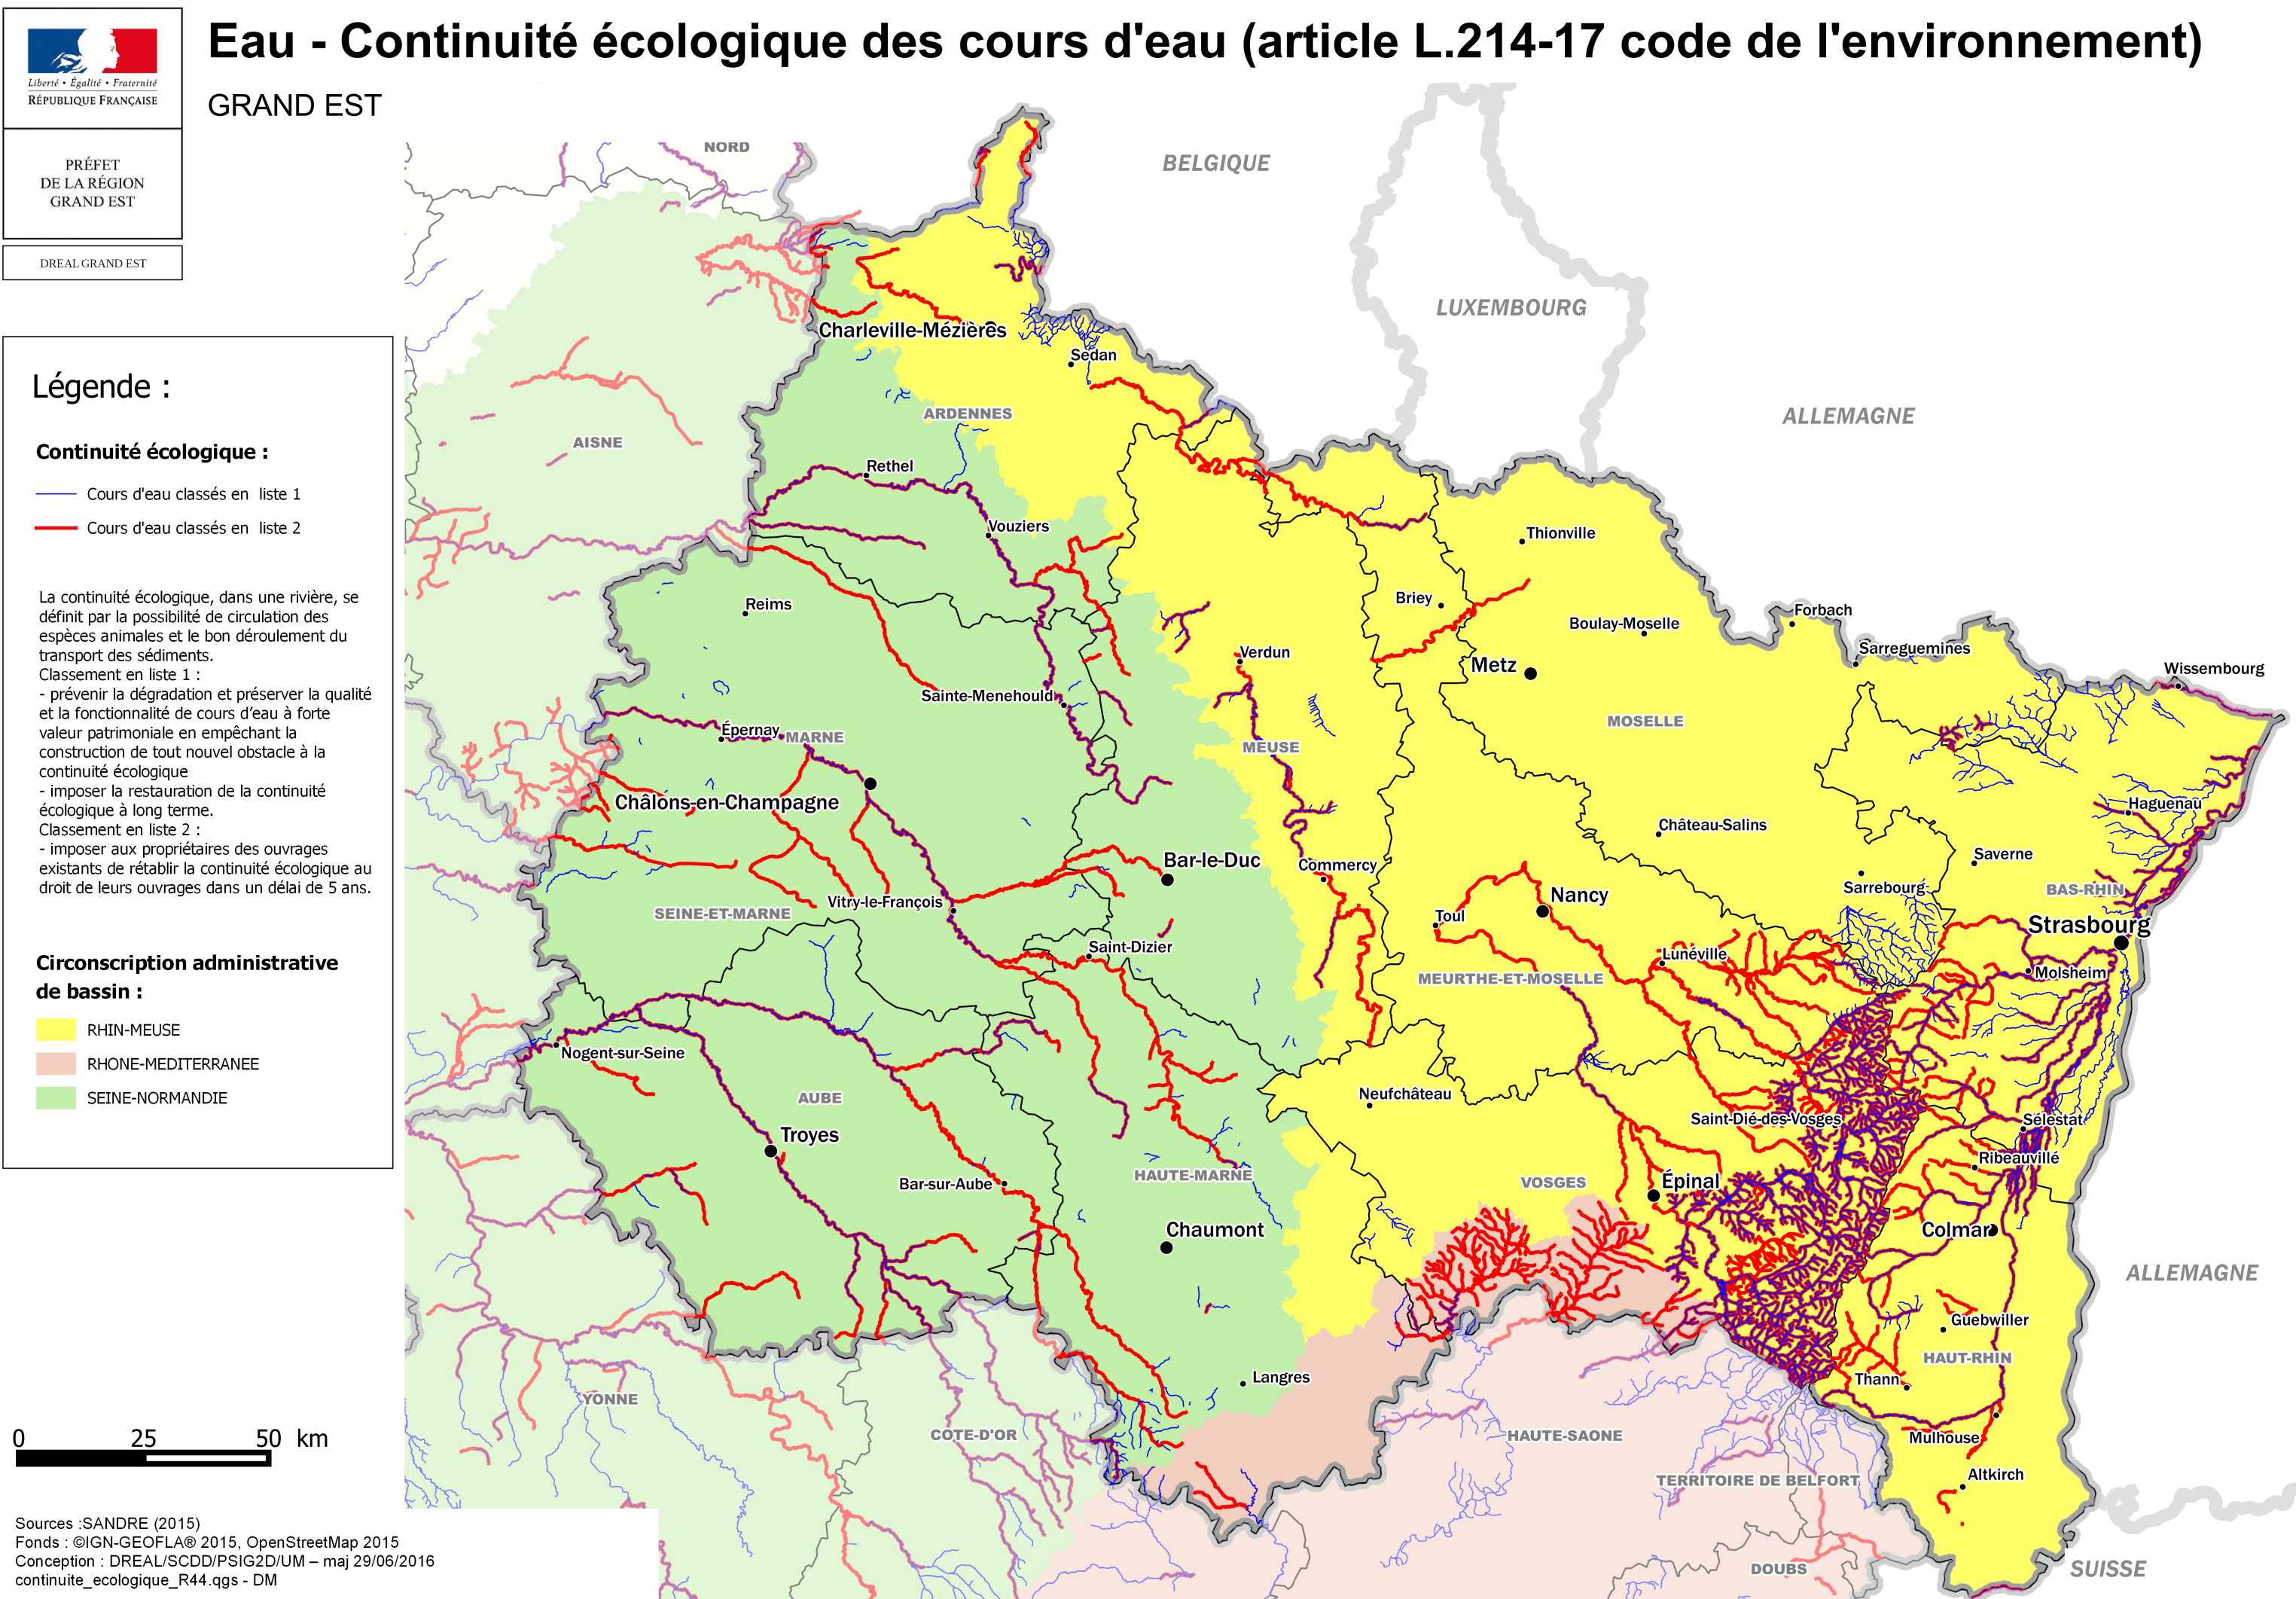 Eau - Continuité écologique des cours d'eau (article L.214-17 code de l'environnement)
GRAND EST
Liberté • Égalité • Fraternité
RÉPUBLIQUE FRANÇAISE
PRÉFET
DE LA RÉGION
GRAND EST
DREAL GRAND EST
Légende :
Continuité écologique :
Cours d'eau classés en liste 1
Cours d'eau classés en liste 2
La continuité écologique, dans une rivière, se
définit par la possibilité de circulation des
espèces animales et le bon déroulement du
transport des sédiments.
Classement en liste 1 :
- prévenir la dégradation et préserver la qualité
et la fonctionnalité de cours d'eau à forte
valeur patrimoniale en empêchant la
construction de tout nouvel obstacle à la
continuité écologique
- imposer la restauration de la continuité
écologique à long terme.
Classement en liste 2 :
- imposer aux propriétaires des ouvrages
existants de rétablir la continuité écologique au
droit de leurs ouvrages dans un délai de 5 ans.
Circonscription administrative
de bassin :
RHIN-MEUSE
RHONE-MEDITERRANEE
SEINE-NORMANDIE
0 25 50 km
Sources :SANDRE (2015)
Fonds : ©IGN-GEOFLA® 2015, OpenStreetMap 2015
Conception : DREAL/SCDD/PSIG2D/UM – maj 29/06/2016
continuite_ecologique_R44.qgs - DM
NORD
BELGIQUE
LUXEMBOURG
Charleville-Mézières
Sedan
ARDENNES
ALLEMAGNE
AISNE
Rethel
Vouziers
Thionville
Reims
Briey
Forbach
Boulay-Moselle
Verdun
Sarreguemines
Metz
Wissembourg
Sainte-Menehould
MOSELLE
Épernay
MARNE
MEUSE
Châlons-en-Champagne
Haguenau
Château-Salins
Bar-le-Duc
Commercy
Saverne
Sarrebourg
BAS-RHIN
Vitry-le-François
Nancy
SEINE-ET-MARNE
Toul
Strasbourg
Saint-Dizier
Lunéville
Molsheim
MEURTHE-ET-MOSELLE
Nogent-sur-Seine
Neufchâteau
AUBE
Saint-Dié-des-Vosges
Sélestat
Troyes
Ribeauvillé
HAUTE-MARNE
Bar-sur-Aube
VOSGES
Épinal
Chaumont
Colmar
ALLEMAGNE
Guebwiller
HAUT-RHIN
Langres
Thann
YONNE
COTE-D'OR
HAUTE-SAONE
Mulhouse
TERRITOIRE DE BELFORT
Altkirch
DOUBS
SUISSE